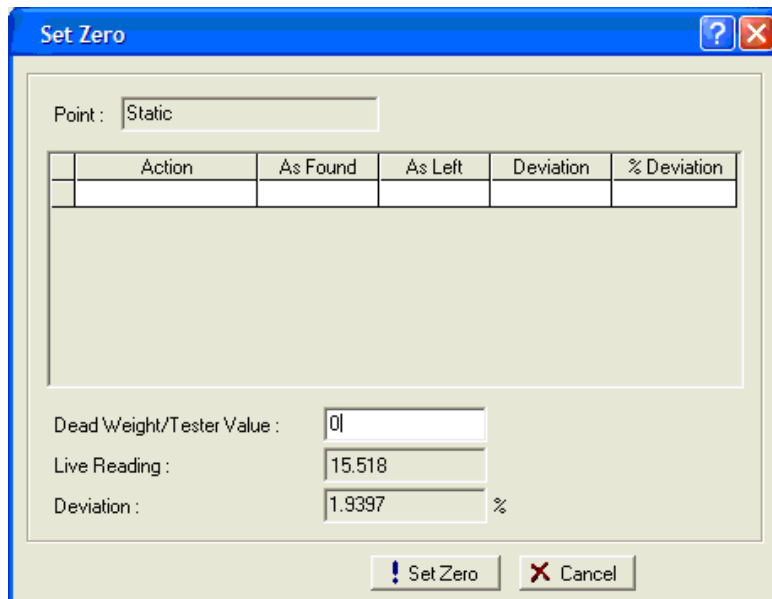 Set Zero
Point : Static
Action As Found As Left Deviation % Deviation
Dead Weight/Tester Value : 0
Live Reading : 15.518
Deviation : 1.9397 %
! Set Zero Cancel